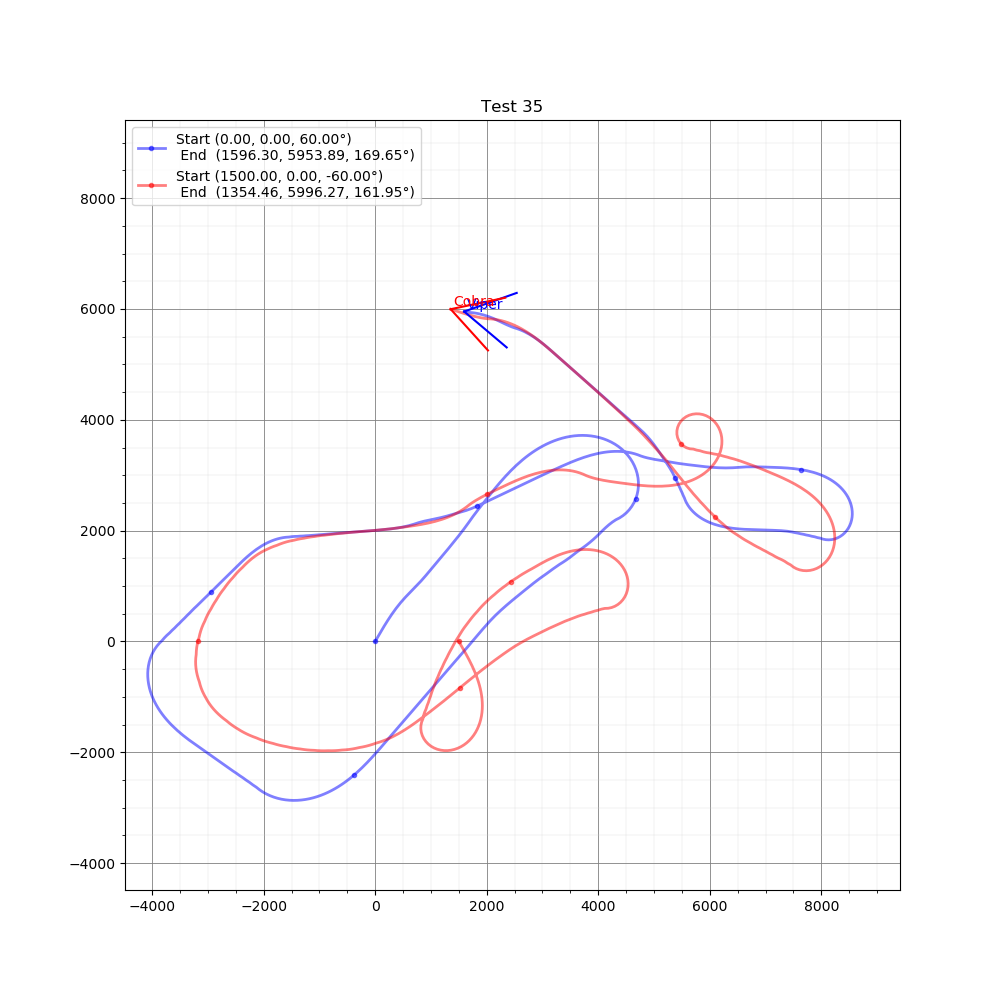 Test 35
Start (0.00, 0.00, 60.00°)
End (1596.30, 5953.89, 169.65°)
Start (1500.00, 0.00, -60.00°)
End (1354.46, 5996.27, 161.95°)
8000
6000
4000
2000
0
−2000
−4000
Cobra
Viper
−4000 −2000 0 2000 4000 6000 8000